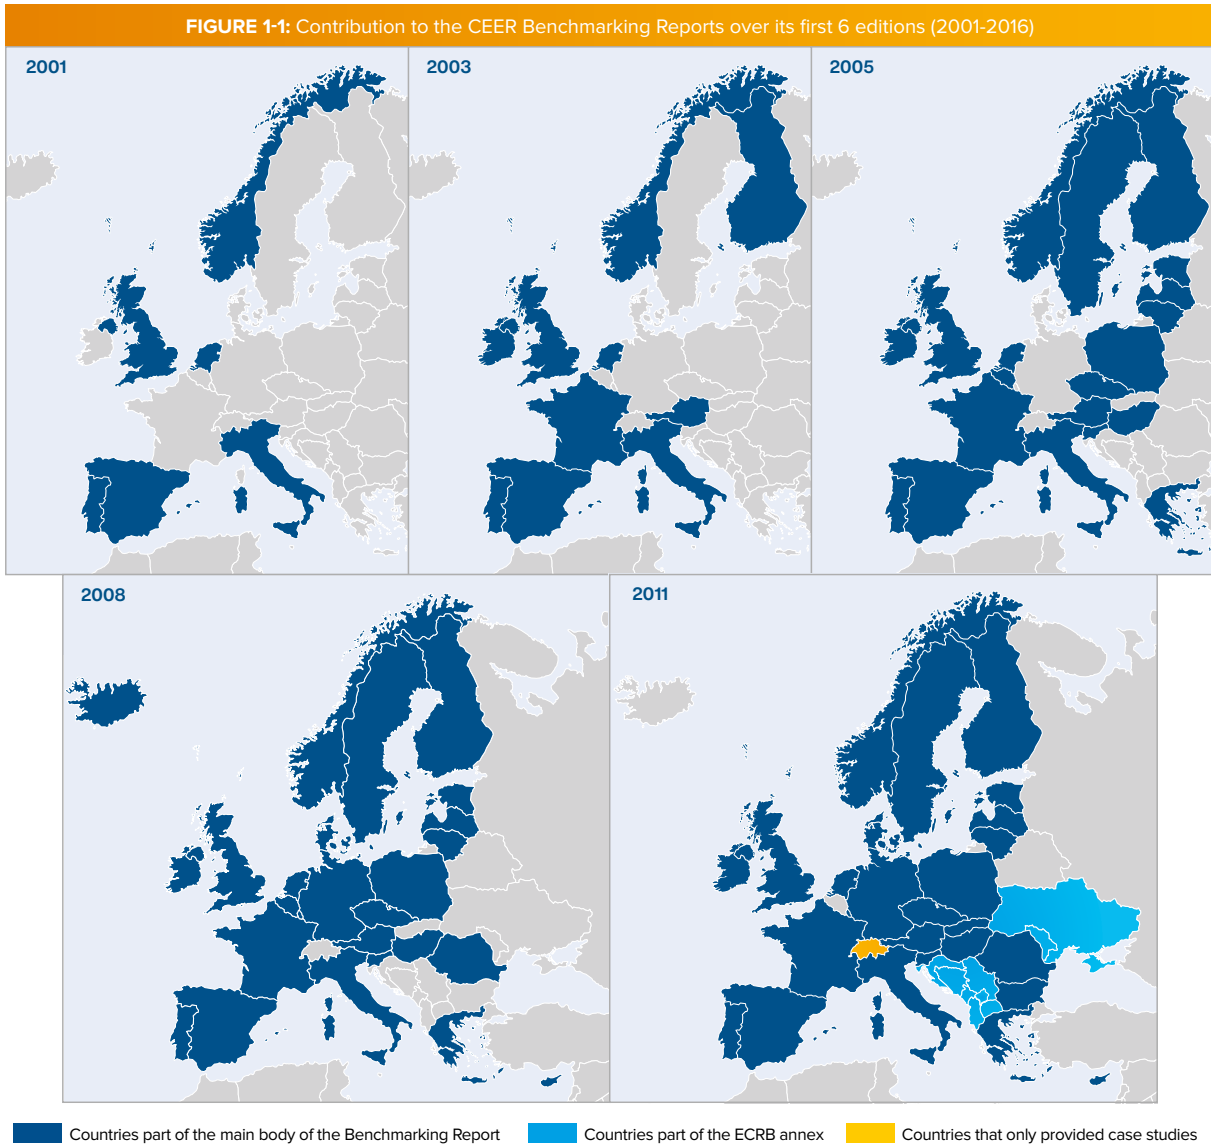 FIGURE 1-1: Contribution to the CEER Benchmarking Reports over its first 6 editions (2001-2016)
2001
2003
2005
2008
2011
Countries part of the main body of the Benchmarking Report
Countries part of the ECRB annex
Countries that only provided case studies